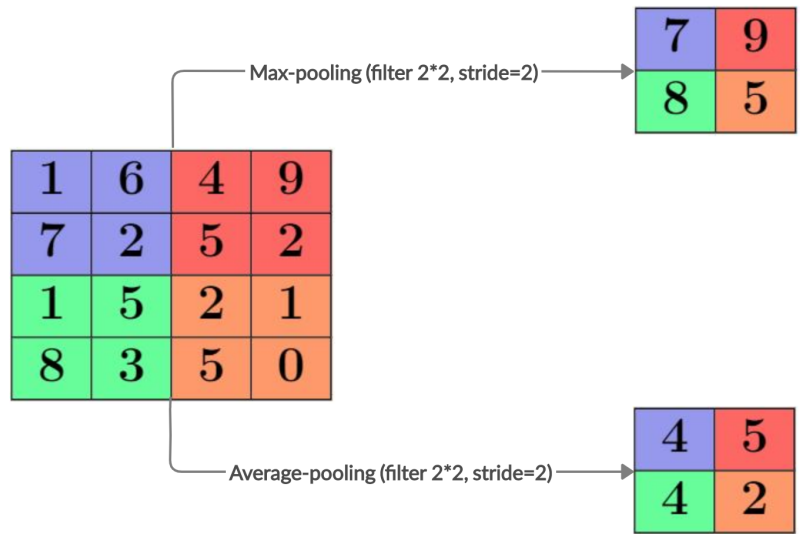 7 9
Max-pooling (filter 2*2, stride=2)
8 5
1 6 4 9
7 2 5 2
1 5 2 1
8 3 5 0
4 5
Average-pooling (filter 2*2, stride=2)
4 2